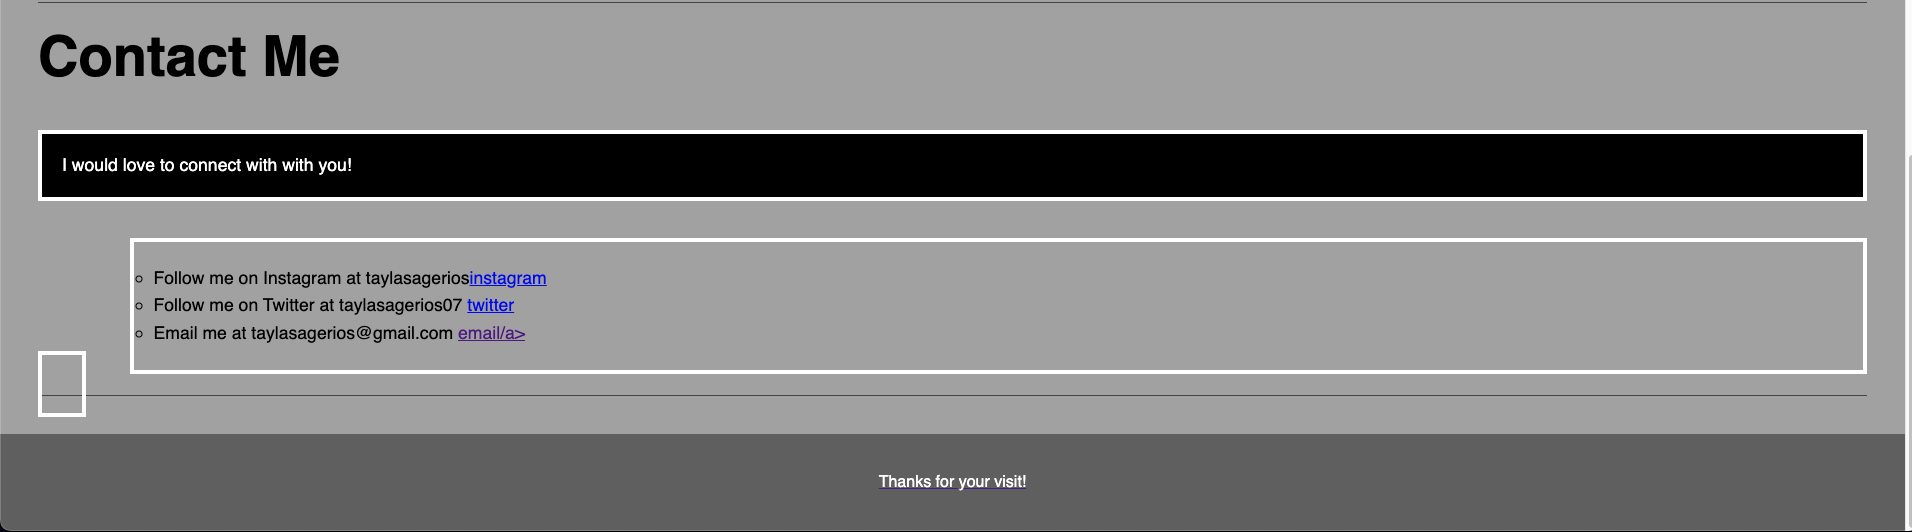 Contact Me
I would love to connect with with you!
Follow me on Instagram at taylasageriosinstagram
Follow me on Twitter at taylasagerios07 twitter
Email me at taylasagerios@gmail.com email/a>
Thanks for your visit!